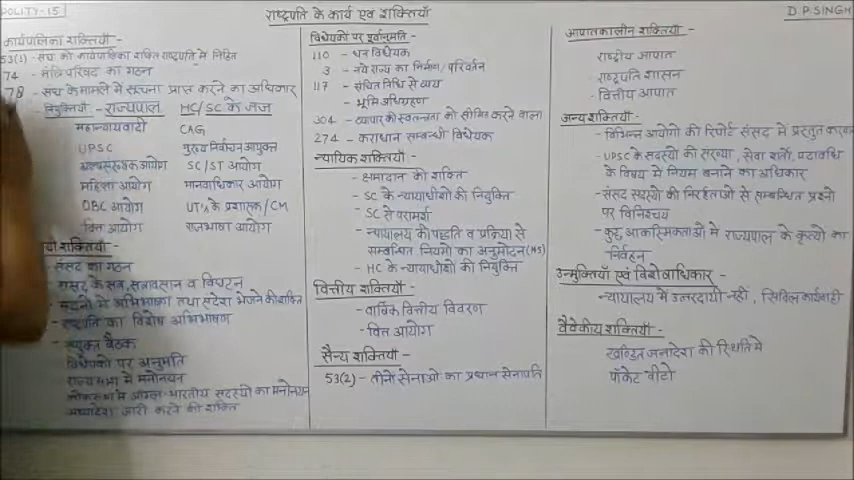 POLITY-15
राष्ट्रपति के कार्य एवं शक्तियाँ
D P SINGH
कार्यपालिका शक्तियाँ -
53(1) - संघ की कार्यपालिका शक्ति राष्ट्रपति में निहित
74 - मंत्रिपरिषद का गठन
78 - संघ के मामले में सूचना प्राप्त करने का अधिकार
- नियुक्तियाँ - राज्यपाल HC/SC के जज
महान्यायवादी CAG
UPSC मुख्य निर्वाचन आयुक्त
अल्पसंख्यक आयोग SC/ST आयोग
महिला आयोग मानवाधिकार आयोग
OBC आयोग UT's के प्रशासक/CM
वित्त आयोग राजभाषा आयोग
शक्तियाँ -
- संसद का गठन
संसद के सत्र, सत्रावसान व विघटन
- सदनों में अभिभाषण तथा संदेश भेजने की शक्ति
- राष्ट्रपति का विशेष अभिभाषण
- संयुक्त बैठक
विधेयकों पर अनुमति
- राज्यसभा में मनोनयन
लोकसभा में आंग्ल-भारतीय सदस्यों का मनोनयन
अध्यादेश जारी करने की शक्ति
विधेयकों पर पूर्वानुमति -
110 - धन विधेयक
3 - नये राज्य का निर्माण/परिवर्तन
117 - संचित निधि से व्यय
- भूमि अधिग्रहण
304 - व्यापार की स्वतन्त्रता को सीमित करने वाला
274 - कराधान सम्बन्धी विधेयक
न्यायिक शक्तियाँ -
- क्षमादान की शक्ति
- SC के न्यायाधीशों की नियुक्ति
- SC से परामर्श
- न्यायालय की पद्धति व प्रक्रिया से
सम्बन्धित नियमों का अनुमोदन
- HC के न्यायाधीशों की नियुक्ति
वित्तीय शक्तियाँ -
- वार्षिक वित्तीय विवरण
- वित्त आयोग
सैन्य शक्तियाँ -
53(2) - तीनों सेनाओं का प्रधान सेनापति
आपातकालीन शक्तियाँ -
राष्ट्रीय आपात
- राष्ट्रपति शासन
- वित्तीय आपात
अन्य शक्तियाँ -
- विभिन्न आयोगों की रिपोर्ट संसद में प्रस्तुत करवाना
- UPSC के सदस्यों की संख्या, सेवा शर्तों, पदावधि
के विषय में नियम बनाने का अधिकार
- संसद सदस्यों की निरर्हताओं से सम्बन्धित प्रश्नों
पर विनिश्चय
- कुछ आकस्मिकताओं में राज्यपाल के कृत्यों का
निर्वहन
उन्मुक्तियाँ एवं विशेषाधिकार -
न्यायालय में उत्तरदायी नहीं, सिविल कार्यवाही
वैवेकीय शक्तियाँ -
खण्डित जनादेश की स्थिति में
पॉकेट वीटो